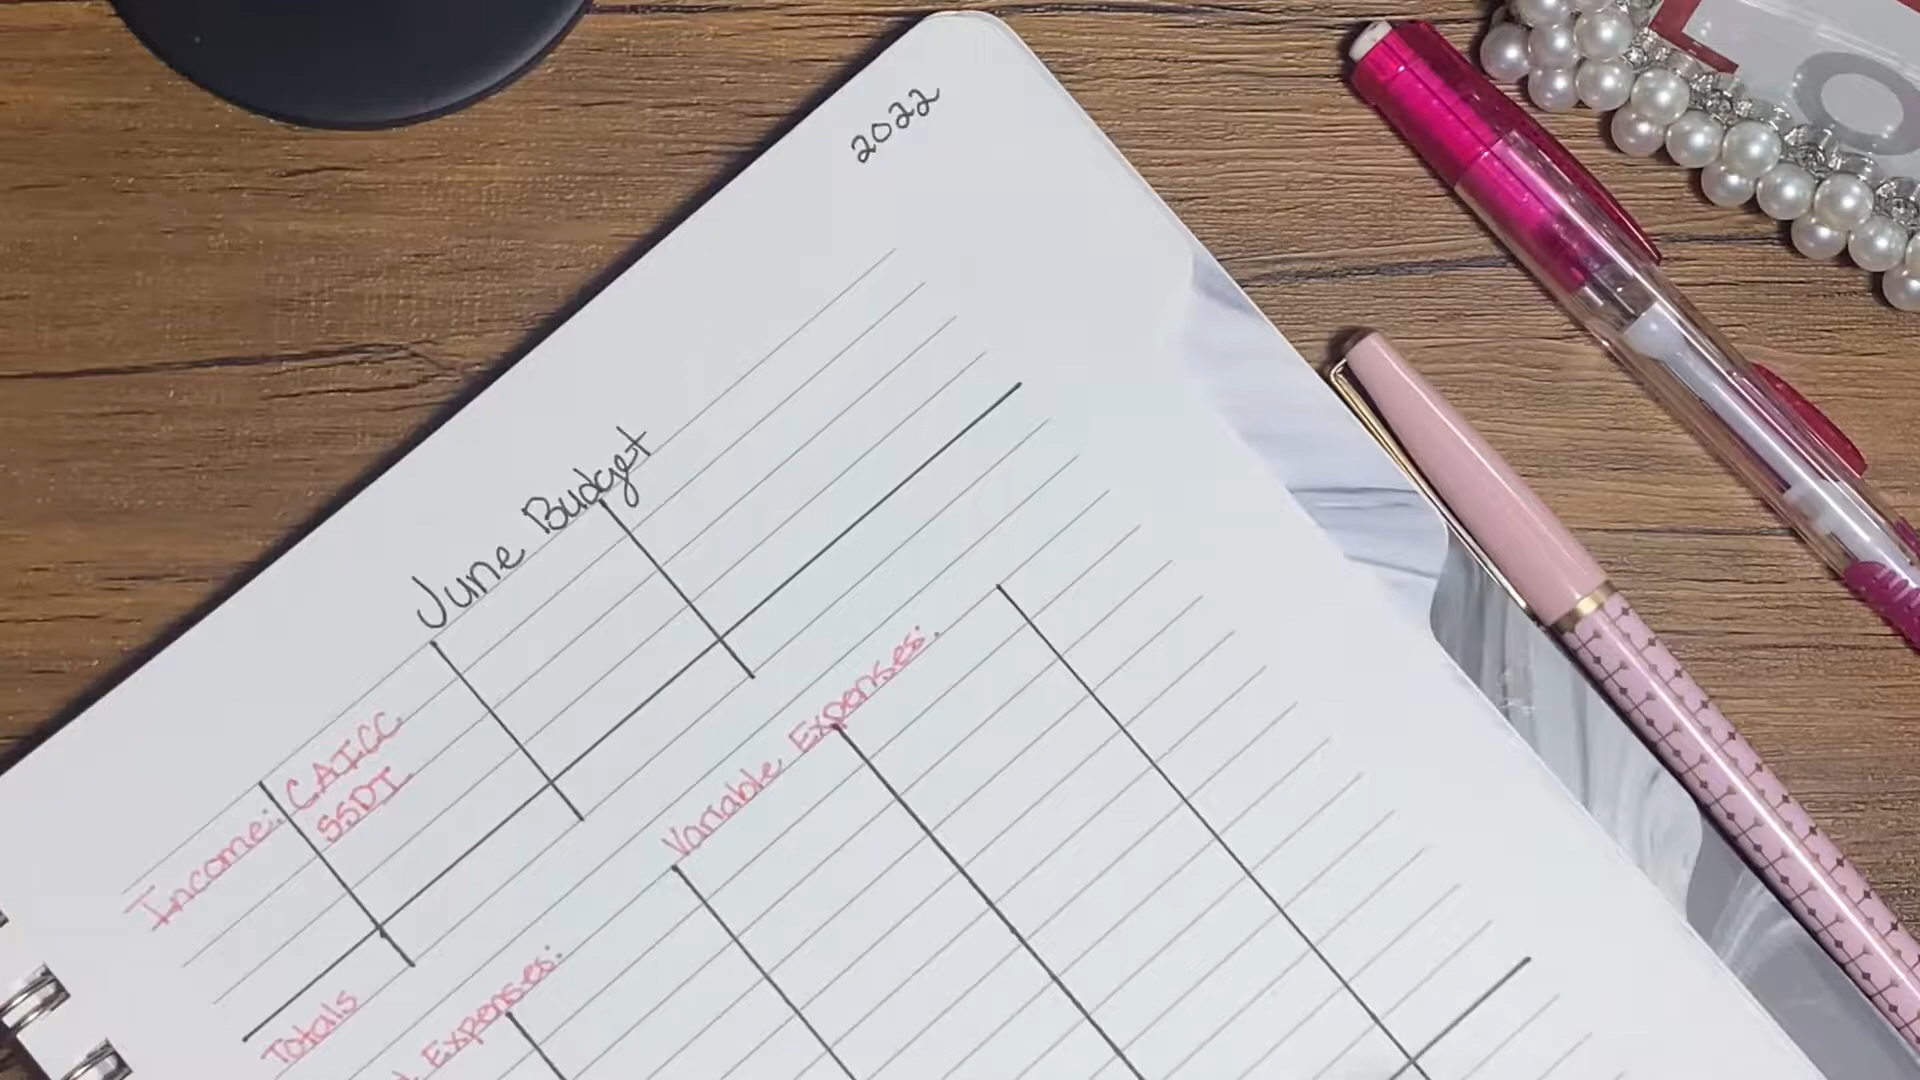 2022
June Budget
Income: CAICC
SSDI
Totals
Variable Expenses:
Expenses: